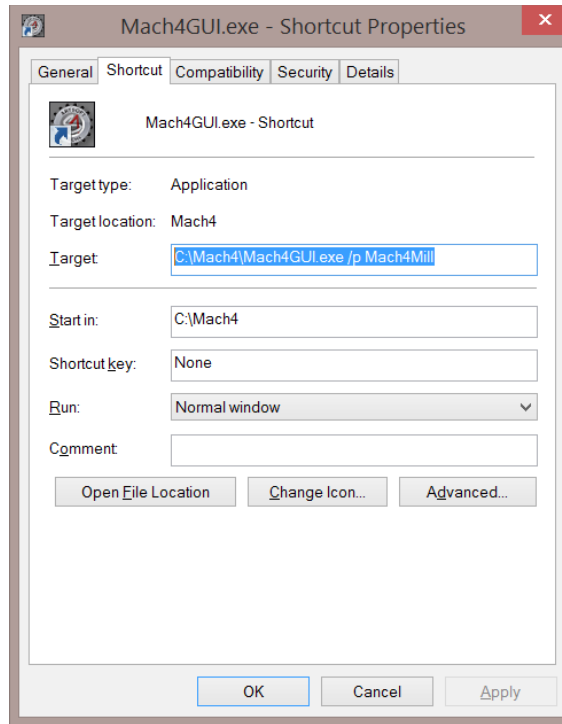 Mach4GUI.exe - Shortcut Properties
General Shortcut Compatibility Security Details
Mach4GUI.exe - Shortcut
Target type: Application
Target location: Mach4
Target: C:\Mach4\Mach4GUI.exe /p Mach4Mill
Start in: C:\Mach4
Shortcut key: None
Run: Normal window
Comment:
Open File Location Change Icon... Advanced...
OK Cancel Apply